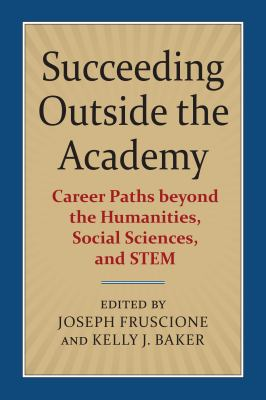 Succeeding
Outside the
Academy
Career Paths beyond
the Humanities,
Social Sciences,
and STEM
EDITED BY
JOSEPH FRUSCIONE
AND KELLY J. BAKER